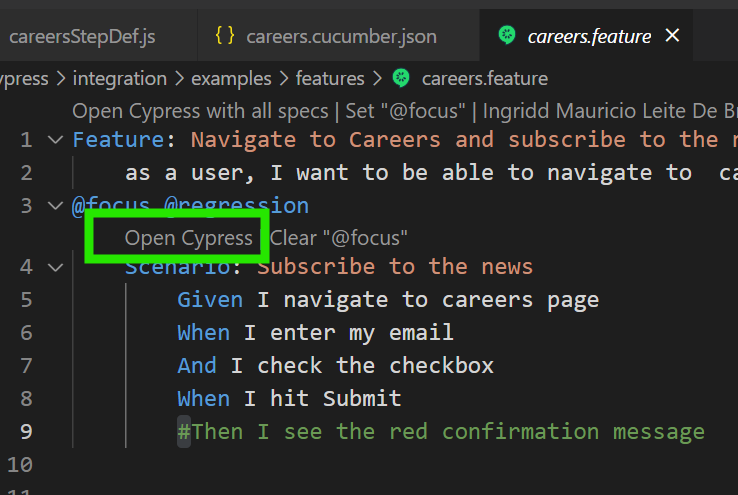 careersStepDef.js {} careers.cucumber.json careers.feature
ypress > integration > examples > features > careers.feature
Open Cypress with all specs | Set "@focus" | Ingridd Mauricio Leite De B
1 Feature: Navigate to Careers and subscribe to the
2 as a user, I want to be able to navigate to ca
3 @focus @regression
Open Cypress | Clear "@focus"
4 Scenario: Subscribe to the news
5 Given I navigate to careers page
6 When I enter my email
7 And I check the checkbox
8 When I hit Submit
9 #Then I see the red confirmation message
10
11